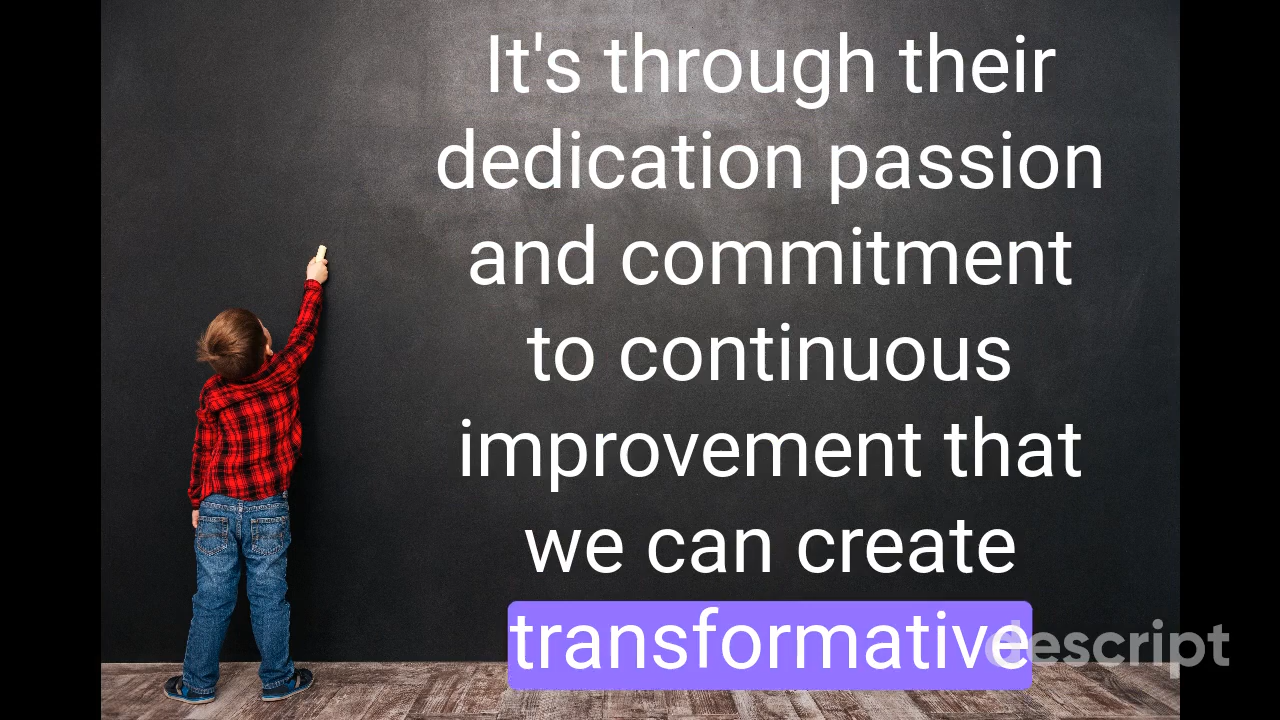 It's through their
dedication passion
and commitment
to continuous
improvement that
we can create
transformative
descript